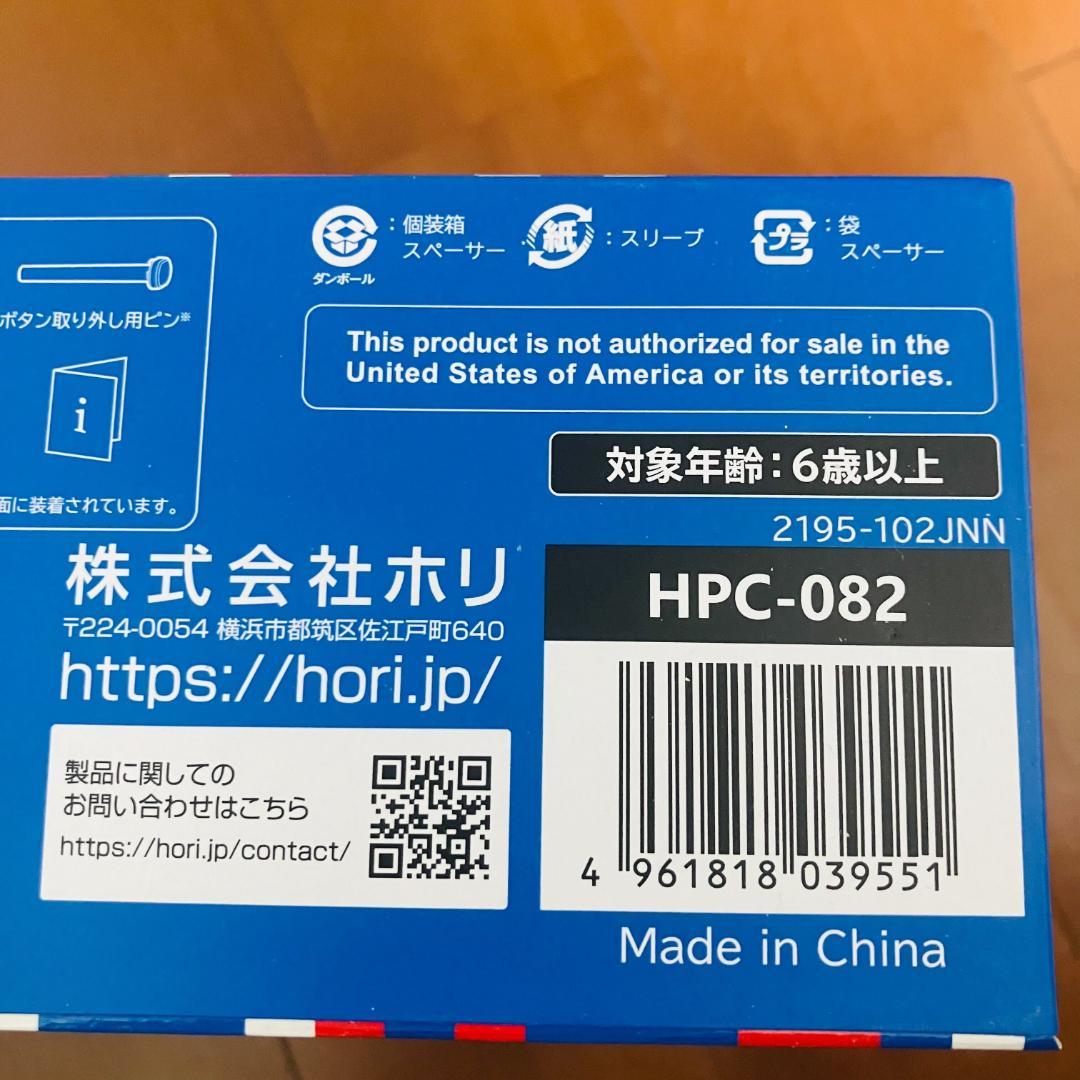 ダンボール
:個装箱
スペーサー
紙
:スリーブ
プラ
:袋
スペーサー
ボタン取り外し用ピン※
i
面に装着されています。
This product is not authorized for sale in the
United States of America or its territories.
対象年齢:6歳以上
2195-102JNN
HPC-082
株式会社ホリ
〒224-0054 横浜市都筑区佐江戸町640
https://hori.jp/
製品に関しての
お問い合わせはこちら
https://hori.jp/contact/
4 961818 039551
Made in China